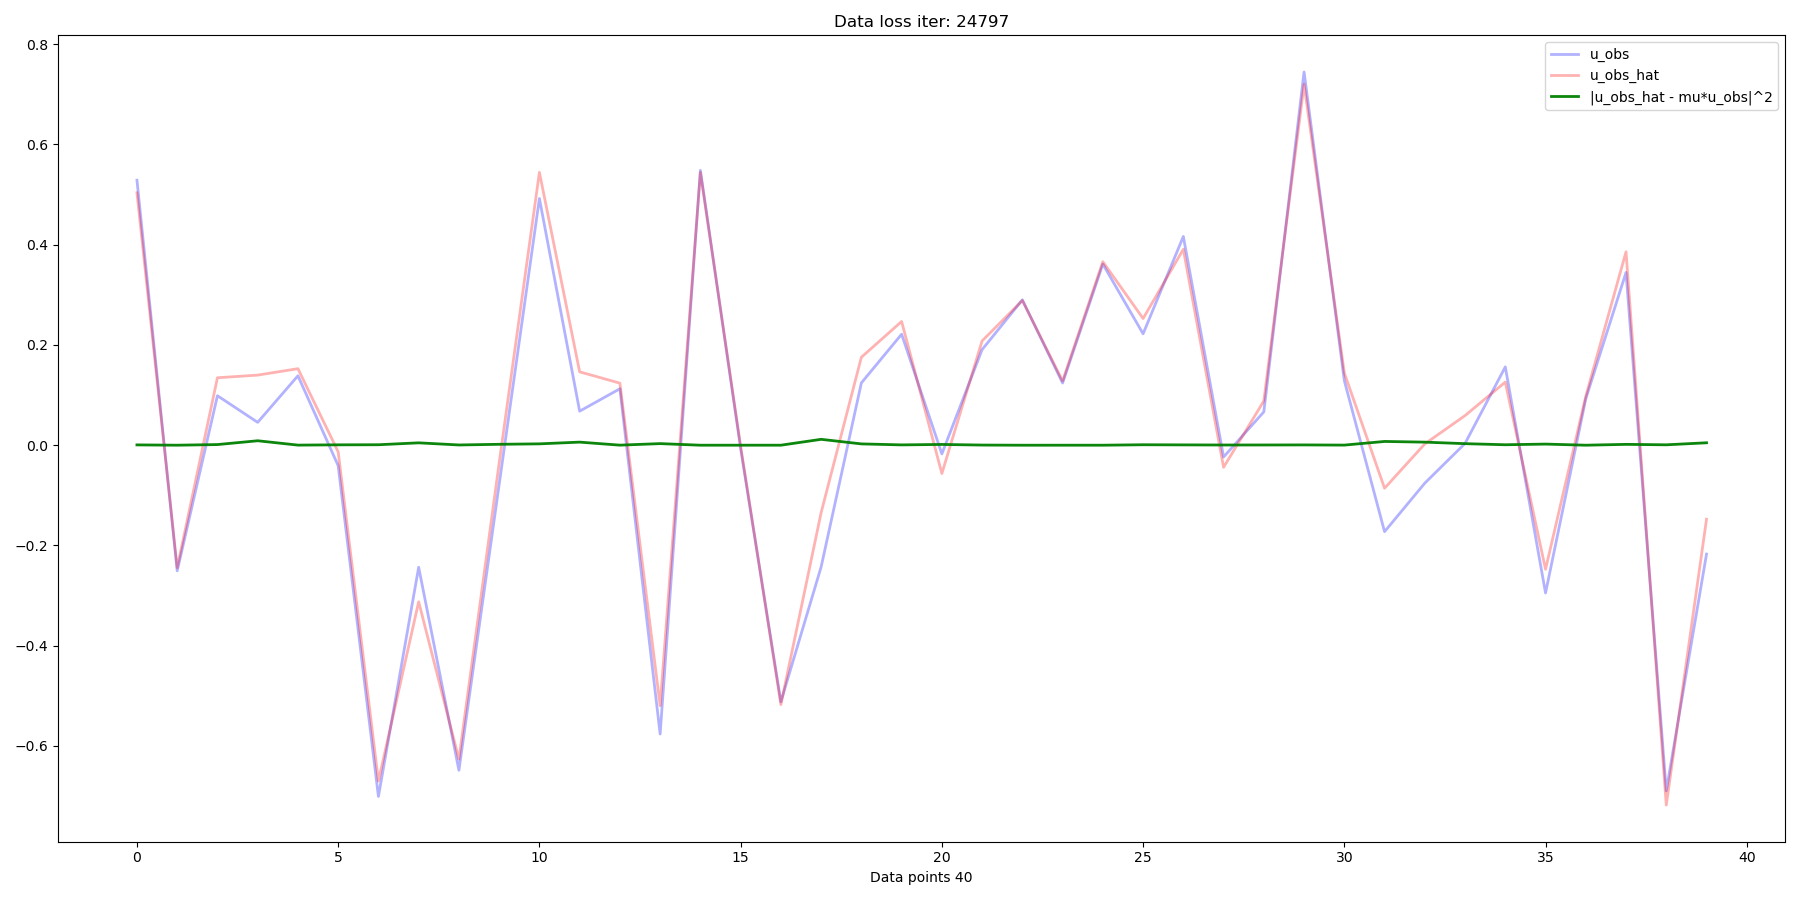 Data loss iter: 24797
u_obs
u_obs_hat
|u_obs_hat - mu*u_obs|^2
0.8
0.6
0.4
0.2
0.0
−0.2
−0.4
−0.6
0 5 10 15 20 25 30 35 40
Data points 40